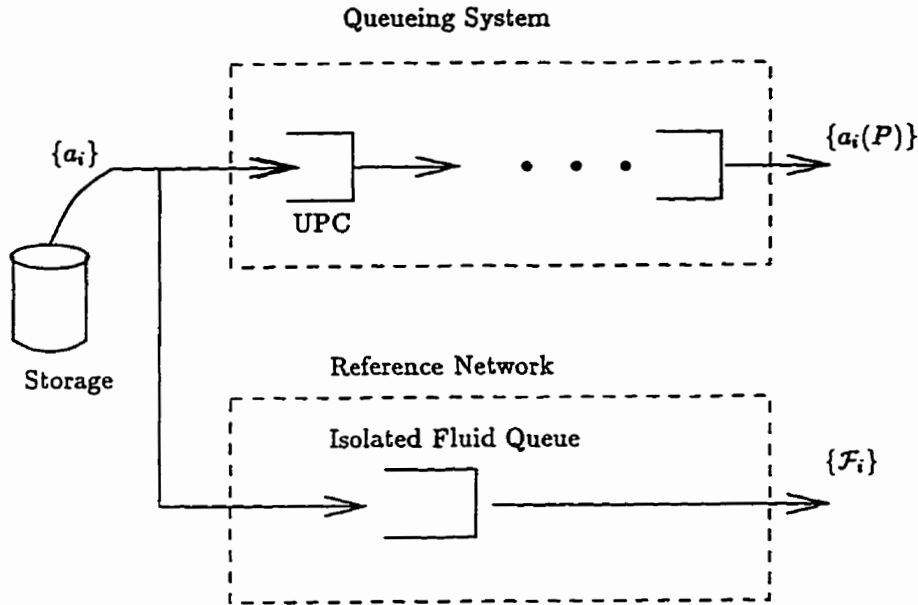 Queueing System
{a_i}
{a_i(P)}
UPC
Storage
Reference Network
Isolated Fluid Queue
{ℱ_i}